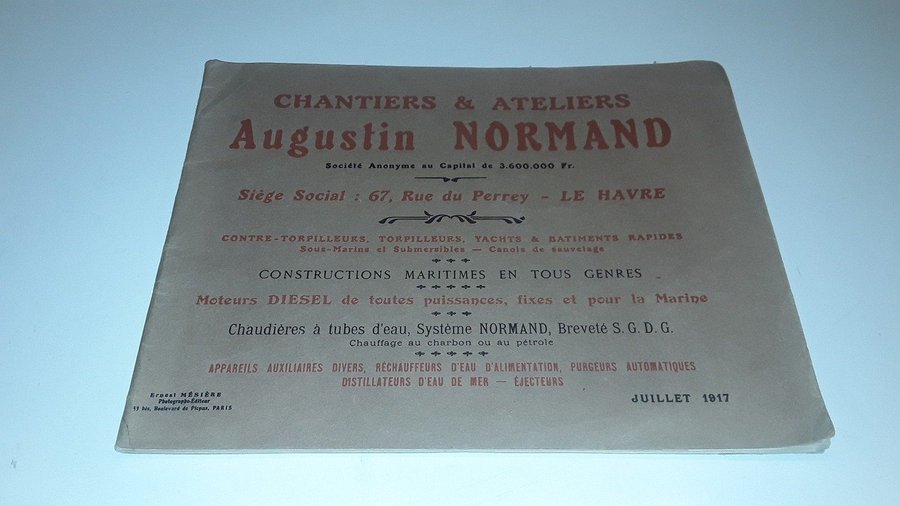 CHANTIERS & ATELIERS
Augustin NORMAND
Société Anonyme au Capital de 3.600.000 Fr.
Siège Social : 67, Rue du Perrey - LE HAVRE
CONTRE-TORPILLEURS, TORPILLEURS, YACHTS & BATIMENTS RAPIDES
Sous-Marins et Submersibles — Canots de sauvetage
CONSTRUCTIONS MARITIMES EN TOUS GENRES
Moteurs DIESEL de toutes puissances, fixes et pour la Marine
Chaudières à tubes d'eau, Système NORMAND, Breveté S. G. D. G.
Chauffage au charbon ou au pétrole
APPAREILS AUXILIAIRES DIVERS, RÉCHAUFFEURS D'EAU D'ALIMENTATION, PURGEURS AUTOMATIQUES
DISTILLATEURS D'EAU DE MER — ÉJECTEURS
Ernest MÉSIÈRE
Photographe-Éditeur
bis, Boulevard de Picpus, PARIS
JUILLET 1917